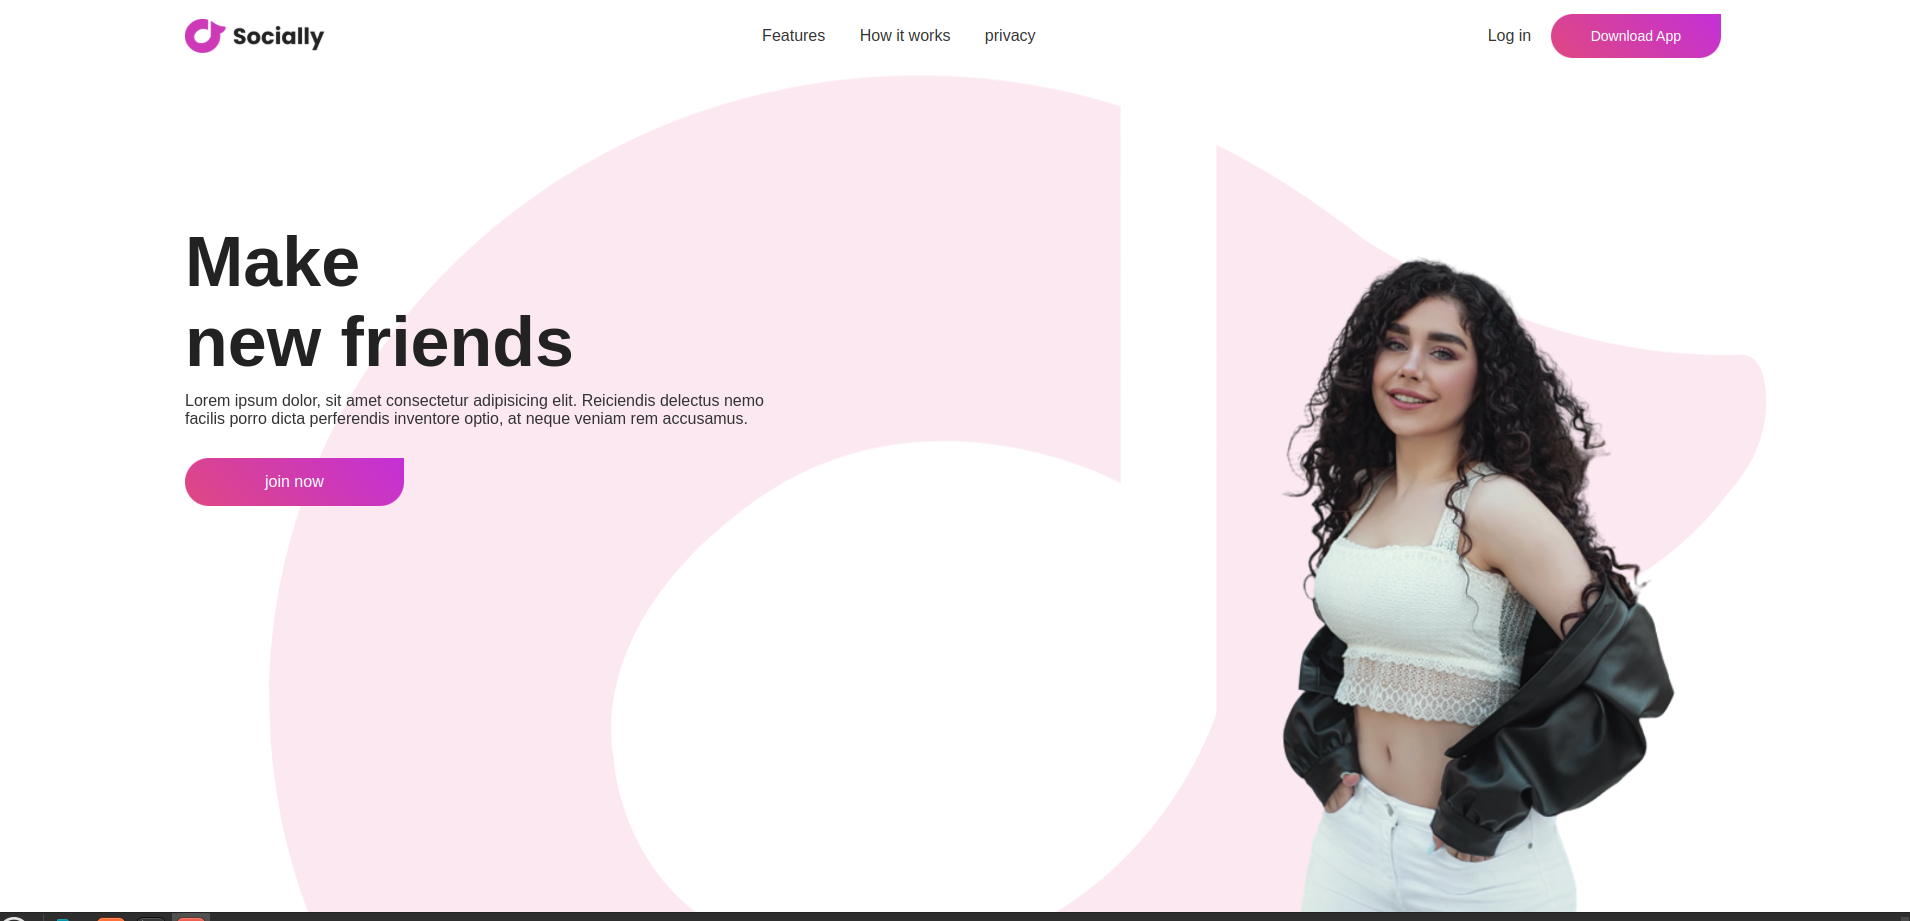 Socially
Features
How it works
privacy
Log in
Download App
Make
new friends
Lorem ipsum dolor, sit amet consectetur adipisicing elit. Reiciendis delectus nemo
facilis porro dicta perferendis inventore optio, at neque veniam rem accusamus.
join now